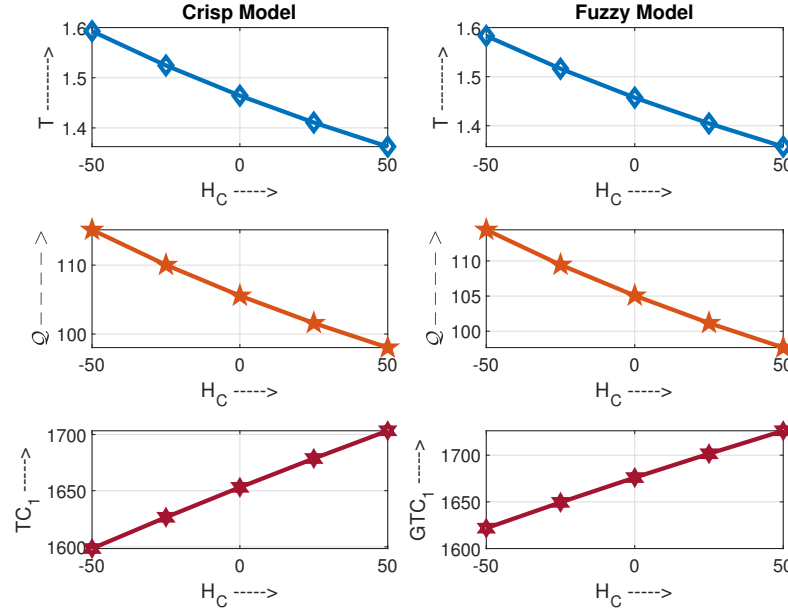 Crisp Model
1.6
1.5
1.4
T ------->
-50 0 50
H_C ----->
Fuzzy Model
1.6
1.5
1.4
T ------->
-50 0 50
H_C ----->
110
100
Q − − − − >
-50 0 50
H_C ----->
110
105
100
Q − − − − >
-50 0 50
H_C ----->
1700
1650
1600
TC_1 ----->
-50 0 50
H_C ----->
1700
1650
1600
GTC_1 ----->
-50 0 50
H_C ----->